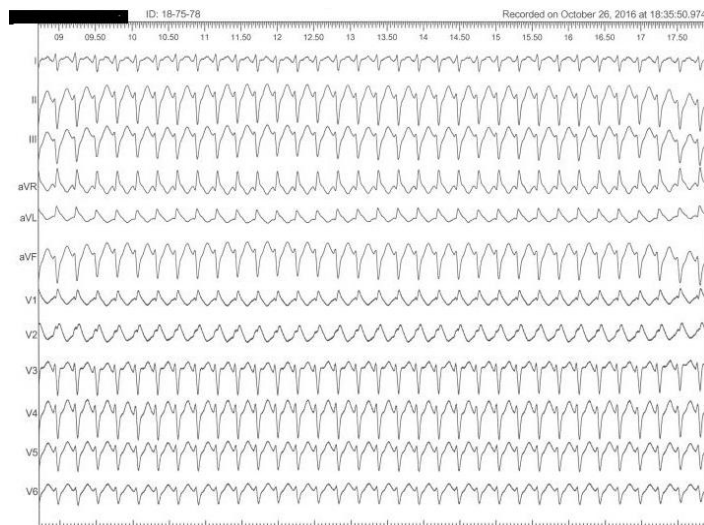 ID: 18-75-78 Recorded on October 26, 2016 at 18:35:50.974
09 09.50 10 10.50 11 11.50 12 12.50 13 13.50 14 14.50 15 15.50 16 16.50 17 17.50
I
II
III
aVR
aVL
aVF
V1
V2
V3
V4
V5
V6